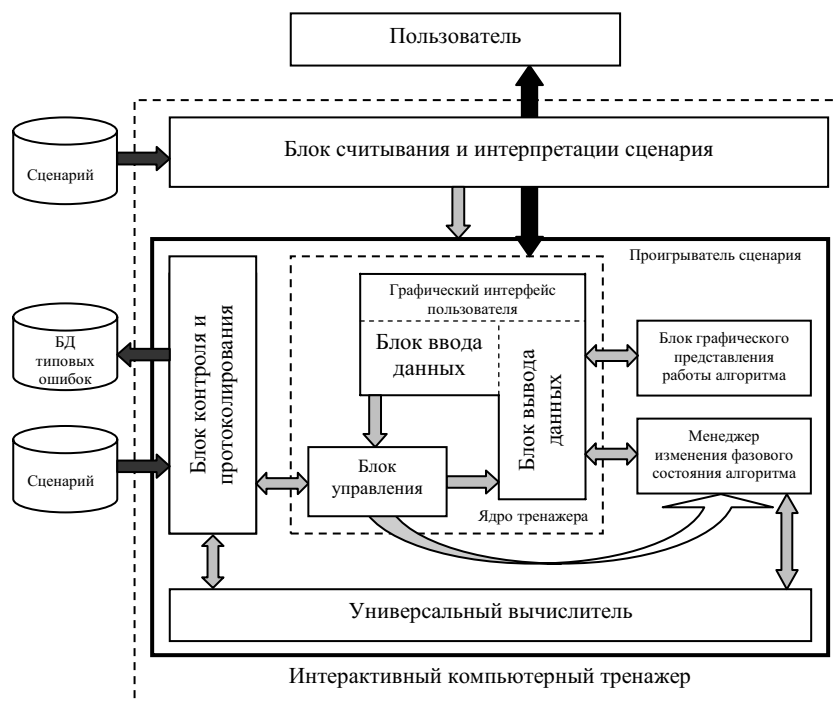 Пользователь
Блок считывания и интерпретации сценария
Сценарий
Проигрыватель сценария
Графический интерфейс
пользователя
Блок ввода
данных
Блок вывода
данных
Блок контроля и
протоколирования
БД
типовых
ошибок
Блок графического
представления
работы алгоритма
Сценарий
Блок
управления
Менеджер
изменения фазового
состояния алгоритма
Ядро тренажера
Универсальный вычислитель
Интерактивный компьютерный тренажер